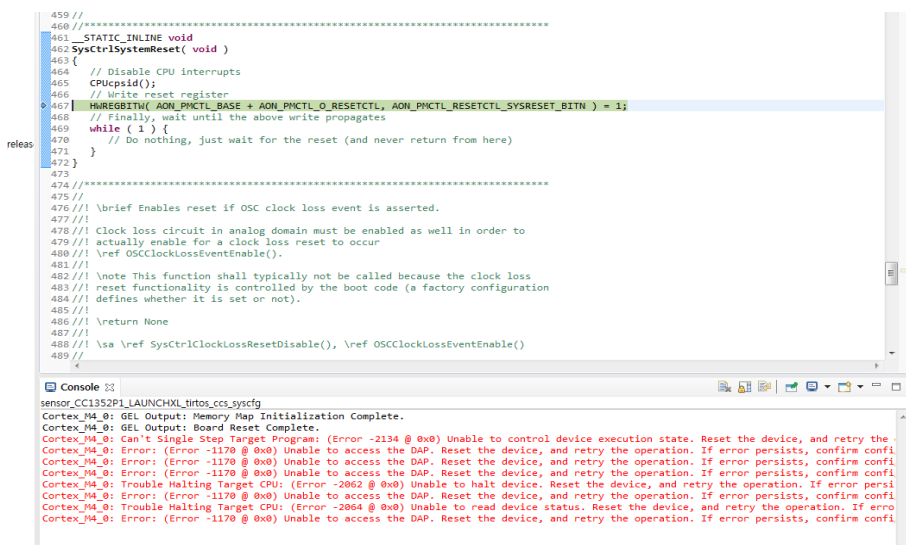 459 //
460 //*****************************************************************************
461 __STATIC_INLINE void
462 SysCtrlSystemReset( void )
463 {
464 // Disable CPU interrupts
465 CPUcpsid();
466 // Write reset register
467 HWREGBITW( AON_PMCTL_BASE + AON_PMCTL_O_RESETCTL, AON_PMCTL_RESETCTL_SYSRESET_BITN ) = 1;
468 // Finally, wait until the above write propagates
469 while ( 1 ) {
releas
470 // Do nothing, just wait for the reset (and never return from here)
471 }
472 }
473
474 //*****************************************************************************
475 //
476 //! \brief Enables reset if OSC clock loss event is asserted.
477 //!
478 //! Clock loss circuit in analog domain must be enabled as well in order to
479 //! actually enable for a clock loss reset to occur
480 //! \ref OSCClockLossEventEnable().
481 //!
482 //! \note This function shall typically not be called because the clock loss
483 //! reset functionality is controlled by the boot code (a factory configuration
484 //! defines whether it is set or not).
485 //!
486 //! \return None
487 //!
488 //! \sa \ref SysCtrlClockLossResetDisable(), \ref OSCClockLossEventEnable()
489 //
Console
sensor_CC1352P1_LAUNCHXL_tirtos_ccs_syscfg
Cortex_M4_0: GEL Output: Memory Map Initialization Complete.
Cortex_M4_0: GEL Output: Board Reset Complete.
Cortex_M4_0: Can't Single Step Target Program: (Error -2134 @ 0x0) Unable to control device execution state. Reset the device, and retry the
Cortex_M4_0: Error: (Error -1170 @ 0x0) Unable to access the DAP. Reset the device, and retry the operation. If error persists, confirm confi
Cortex_M4_0: Error: (Error -1170 @ 0x0) Unable to access the DAP. Reset the device, and retry the operation. If error persists, confirm confi
Cortex_M4_0: Error: (Error -1170 @ 0x0) Unable to access the DAP. Reset the device, and retry the operation. If error persists, confirm confi
Cortex_M4_0: Trouble Halting Target CPU: (Error -2062 @ 0x0) Unable to halt device. Reset the device, and retry the operation. If error persi
Cortex_M4_0: Error: (Error -1170 @ 0x0) Unable to access the DAP. Reset the device, and retry the operation. If error persists, confirm confi
Cortex_M4_0: Trouble Halting Target CPU: (Error -2064 @ 0x0) Unable to read device status. Reset the device, and retry the operation. If erro
Cortex_M4_0: Error: (Error -1170 @ 0x0) Unable to access the DAP. Reset the device, and retry the operation. If error persists, confirm confi